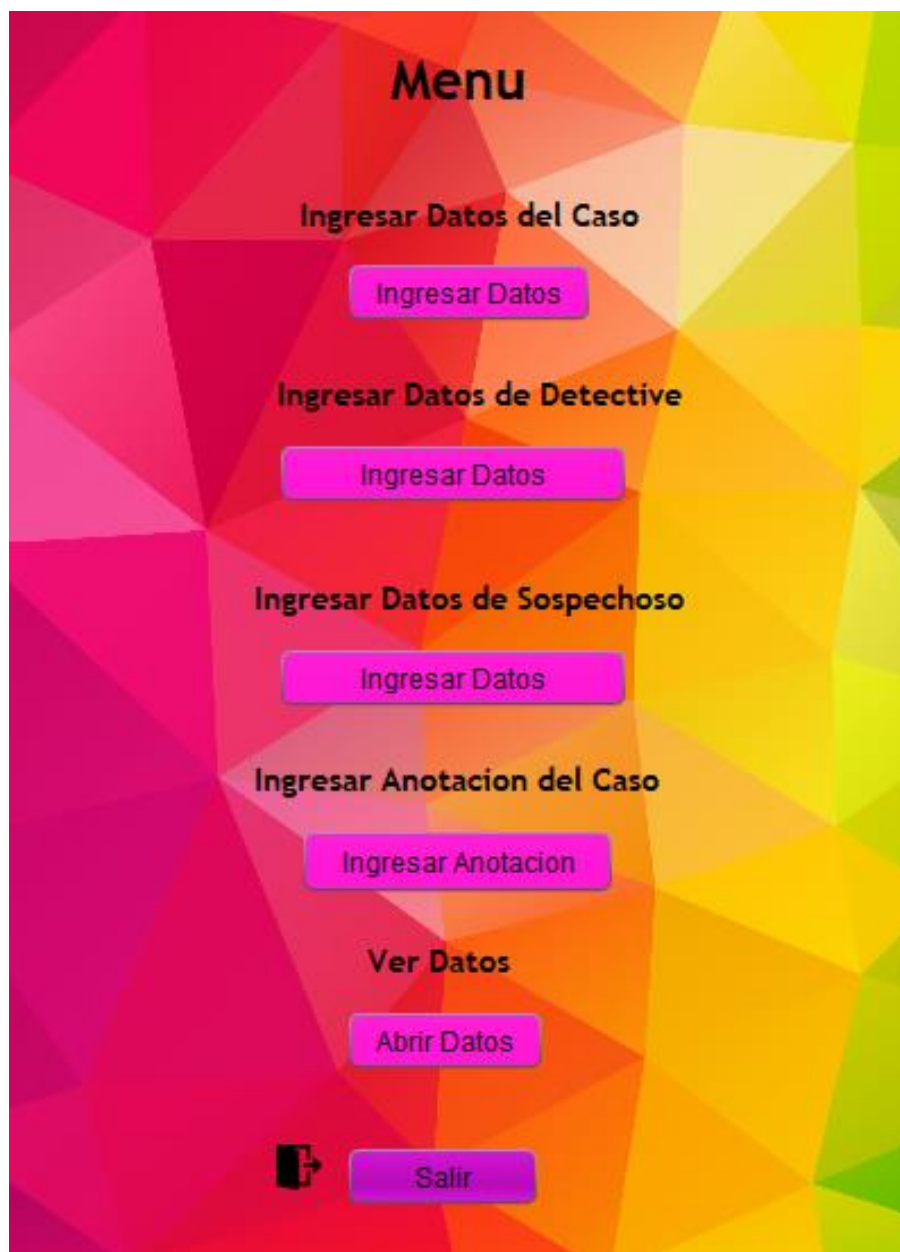 Menu
Ingresar Datos del Caso
Ingresar Datos
Ingresar Datos de Detective
Ingresar Datos
Ingresar Datos de Sospechoso
Ingresar Datos
Ingresar Anotacion del Caso
Ingresar Anotacion
Ver Datos
Abrir Datos
Salir